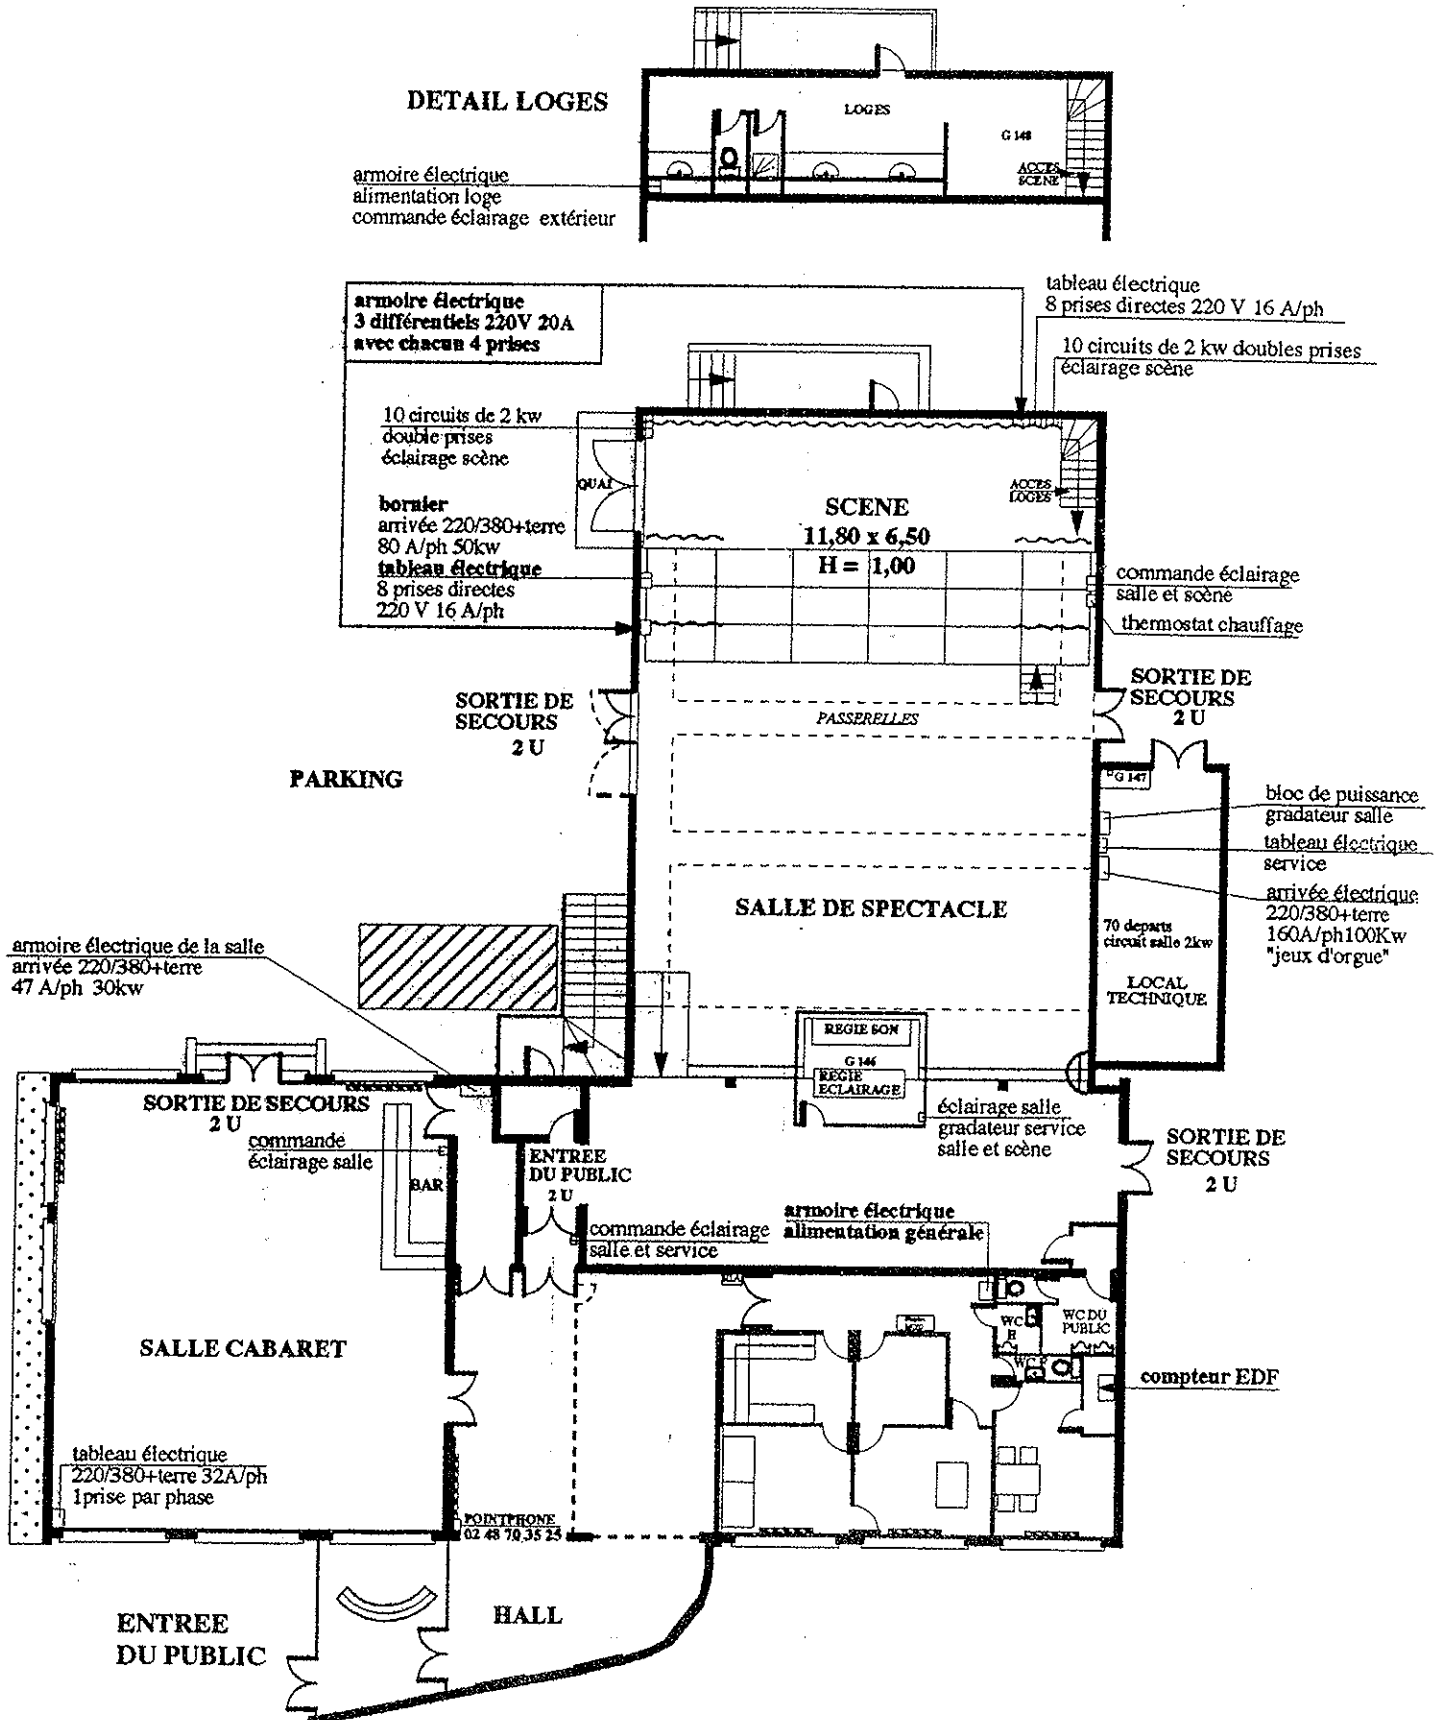 DETAIL LOGES
LOGES
G 148
ACCES
SCENE
armoire électrique
alimentation loge
commande éclairage extérieur
armoire électrique
3 différentiels 220V 20A
avec chacun 4 prises
tableau électrique
8 prises directes 220 V 16 A/ph
10 circuits de 2 kw doubles prises
éclairage scène
10 circuits de 2 kw
double prises
éclairage scène
QUAI
bornier
arrivée 220/380+terre
80 A/ph 50kw
tableau électrique
8 prises directes
220 V 16 A/ph
ACCES
LOGES
SCENE
11,80 x 6,50
H = 1,00
commande éclairage
salle et scène
thermostat chauffage
SORTIE DE
SECOURS
2 U
SORTIE DE
SECOURS
2 U
PASSERELLES
PARKING
G 147
bloc de puissance
gradateur salle
tableau électrique
service
arrivée électrique
220/380+terre
160A/ph100Kw
"jeux d'orgue"
SALLE DE SPECTACLE
70 departs
circuit salle 2kw
LOCAL
TECHNIQUE
armoire électrique de la salle
arrivée 220/380+terre
47 A/ph 30kw
REGIE SON
G 146
REGIE
ECLAIRAGE
SORTIE DE SECOURS
2 U
commande
éclairage salle
BAR
éclairage salle
gradateur service
salle et scène
SORTIE DE
SECOURS
2 U
ENTREE
DU PUBLIC
2 U
commande éclairage
salle et service
armoire électrique
alimentation générale
WC
H
WC DU
PUBLIC
WC F
compteur EDF
SALLE CABARET
tableau électrique
220/380+terre 32A/ph
1prise par phase
POINTPHONE
02 48 70 35 25
ENTREE
DU PUBLIC
HALL